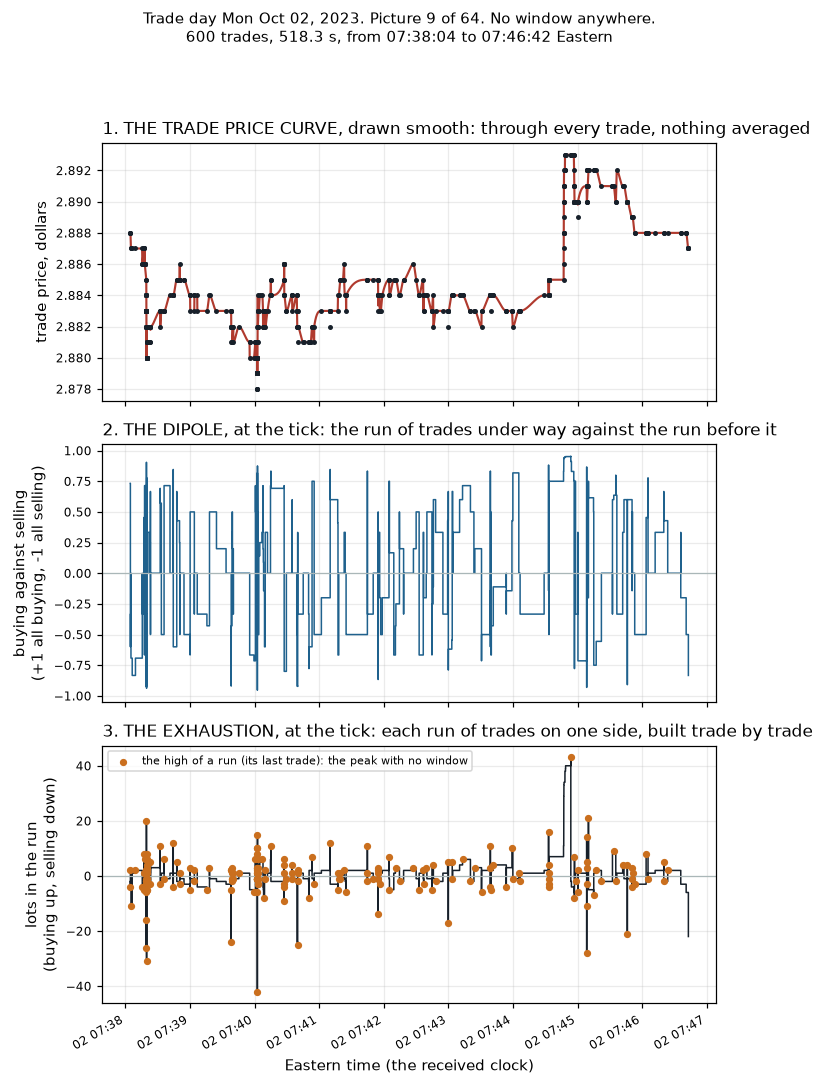 Trade day Mon Oct 02, 2023. Picture 9 of 64. No window anywhere.
600 trades, 518.3 s, from 07:38:04 to 07:46:42 Eastern
1. THE TRADE PRICE CURVE, drawn smooth: through every trade, nothing averaged
trade price, dollars
2.892
2.890
2.888
2.886
2.884
2.882
2.880
2.878
2. THE DIPOLE, at the tick: the run of trades under way against the run before it
buying against selling
(+1 all buying, -1 all selling)
1.00
0.75
0.50
0.25
0.00
−0.25
−0.50
−0.75
−1.00
3. THE EXHAUSTION, at the tick: each run of trades on one side, built trade by trade
the high of a run (its last trade): the peak with no window
lots in the run
(buying up, selling down)
40
20
0
−20
−40
02 07:38
02 07:39
02 07:40
02 07:41
02 07:42
02 07:43
02 07:44
02 07:45
02 07:46
02 07:47
Eastern time (the received clock)